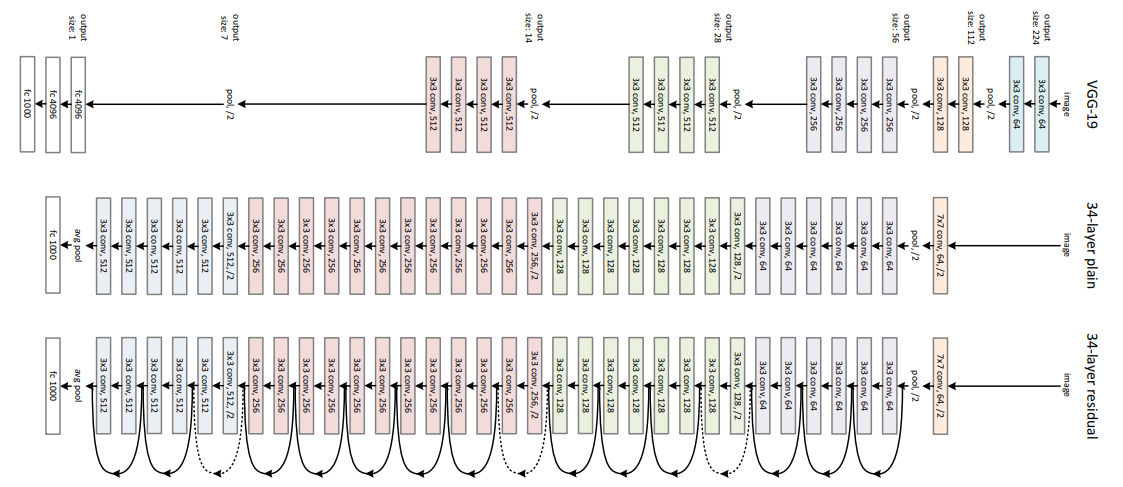 output
size: 224
output
size: 112
output
size: 56
output
size: 28
output
size: 14
output
size: 7
output
size: 1
VGG-19
image
3x3 conv, 64
3x3 conv, 64
pool, /2
3x3 conv, 128
3x3 conv, 128
pool, /2
3x3 conv, 256
3x3 conv, 256
3x3 conv, 256
3x3 conv, 256
pool, /2
3x3 conv, 512
3x3 conv, 512
3x3 conv, 512
3x3 conv, 512
pool, /2
3x3 conv, 512
3x3 conv, 512
3x3 conv, 512
3x3 conv, 512
pool, /2
fc 4096
fc 4096
fc 1000
34-layer plain
image
7x7 conv, 64, /2
pool, /2
3x3 conv, 64
3x3 conv, 64
3x3 conv, 64
3x3 conv, 64
3x3 conv, 64
3x3 conv, 64
3x3 conv, 128, /2
3x3 conv, 128
3x3 conv, 128
3x3 conv, 128
3x3 conv, 128
3x3 conv, 128
3x3 conv, 128
3x3 conv, 128
3x3 conv, 256, /2
3x3 conv, 256
3x3 conv, 256
3x3 conv, 256
3x3 conv, 256
3x3 conv, 256
3x3 conv, 256
3x3 conv, 256
3x3 conv, 256
3x3 conv, 256
3x3 conv, 256
3x3 conv, 256
3x3 conv, 512, /2
3x3 conv, 512
3x3 conv, 512
3x3 conv, 512
3x3 conv, 512
3x3 conv, 512
avg pool
fc 1000
34-layer residual
image
7x7 conv, 64, /2
pool, /2
3x3 conv, 64
3x3 conv, 64
3x3 conv, 64
3x3 conv, 64
3x3 conv, 64
3x3 conv, 64
3x3 conv, 128, /2
3x3 conv, 128
3x3 conv, 128
3x3 conv, 128
3x3 conv, 128
3x3 conv, 128
3x3 conv, 128
3x3 conv, 128
3x3 conv, 256, /2
3x3 conv, 256
3x3 conv, 256
3x3 conv, 256
3x3 conv, 256
3x3 conv, 256
3x3 conv, 256
3x3 conv, 256
3x3 conv, 256
3x3 conv, 256
3x3 conv, 256
3x3 conv, 256
3x3 conv, 512, /2
3x3 conv, 512
3x3 conv, 512
3x3 conv, 512
3x3 conv, 512
3x3 conv, 512
avg pool
fc 1000